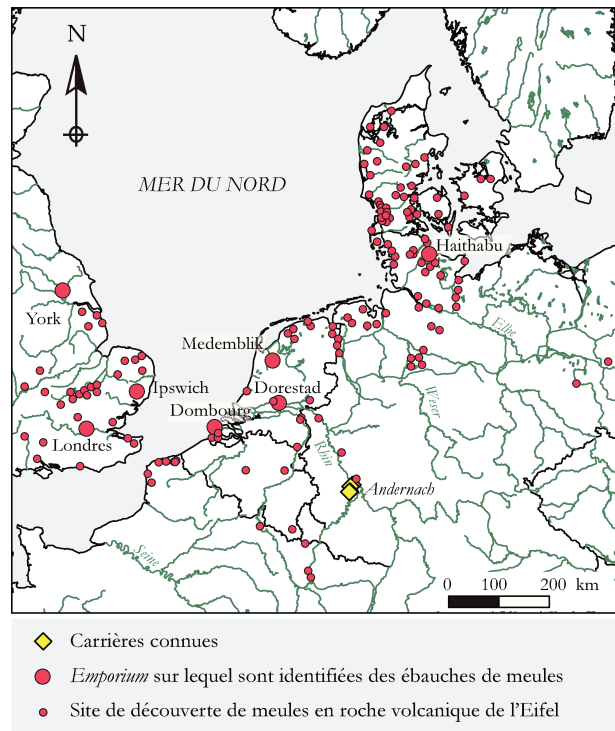 N
MER DU NORD
Haithabu
York
Elbe
Medemblik
Ipswich
Dorestad
Weser
Dombourg
Londres
Rhin
Andernach
Seine
0 100 200 km
Carrières connues
Emporium sur lequel sont identifiées des ébauches de meules
Site de découverte de meules en roche volcanique de l'Eifel